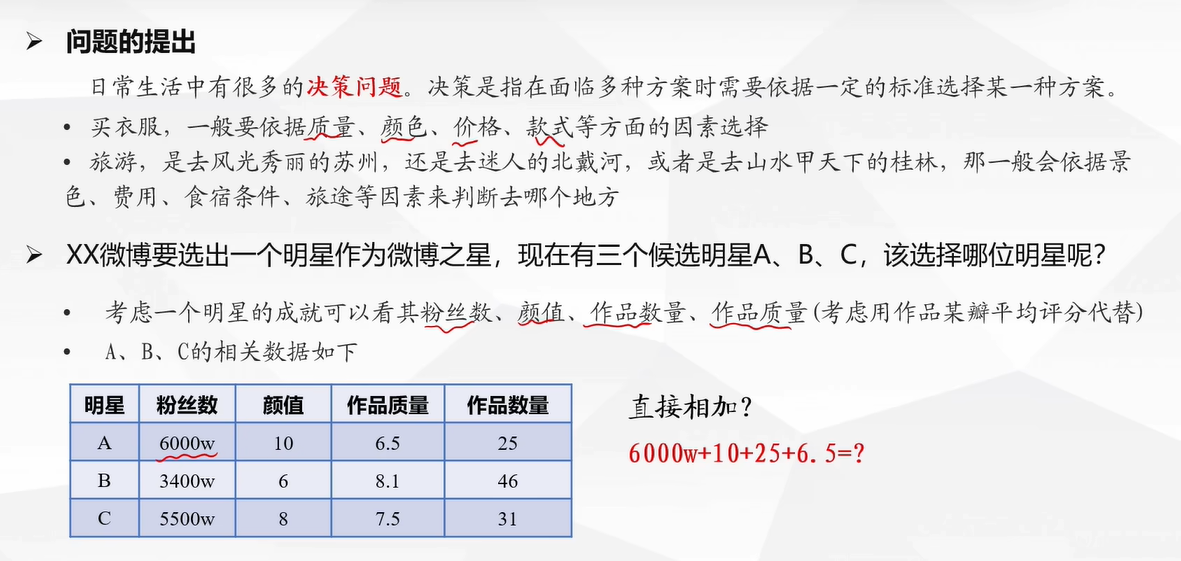 问题的提出
日常生活中有很多的决策问题。决策是指在面临多种方案时需要依据一定的标准选择某一种方案。
• 买衣服，一般要依据质量、颜色、价格、款式等方面的因素选择
• 旅游，是去风光秀丽的苏州，还是去迷人的北戴河，或者是去山水甲天下的桂林，那一般会依据景
色、费用、食宿条件、旅途等因素来判断去哪个地方
XX微博要选出一个明星作为微博之星，现在有三个候选明星A、B、C，该选择哪位明星呢？
• 考虑一个明星的成就可以看其粉丝数、颜值、作品数量、作品质量(考虑用作品某瓣平均评分代替)
• A、B、C的相关数据如下
明星 粉丝数 颜值 作品质量 作品数量
A 6000w 10 6.5 25
B 3400w 6 8.1 46
C 5500w 8 7.5 31
直接相加？
6000w+10+25+6.5=?